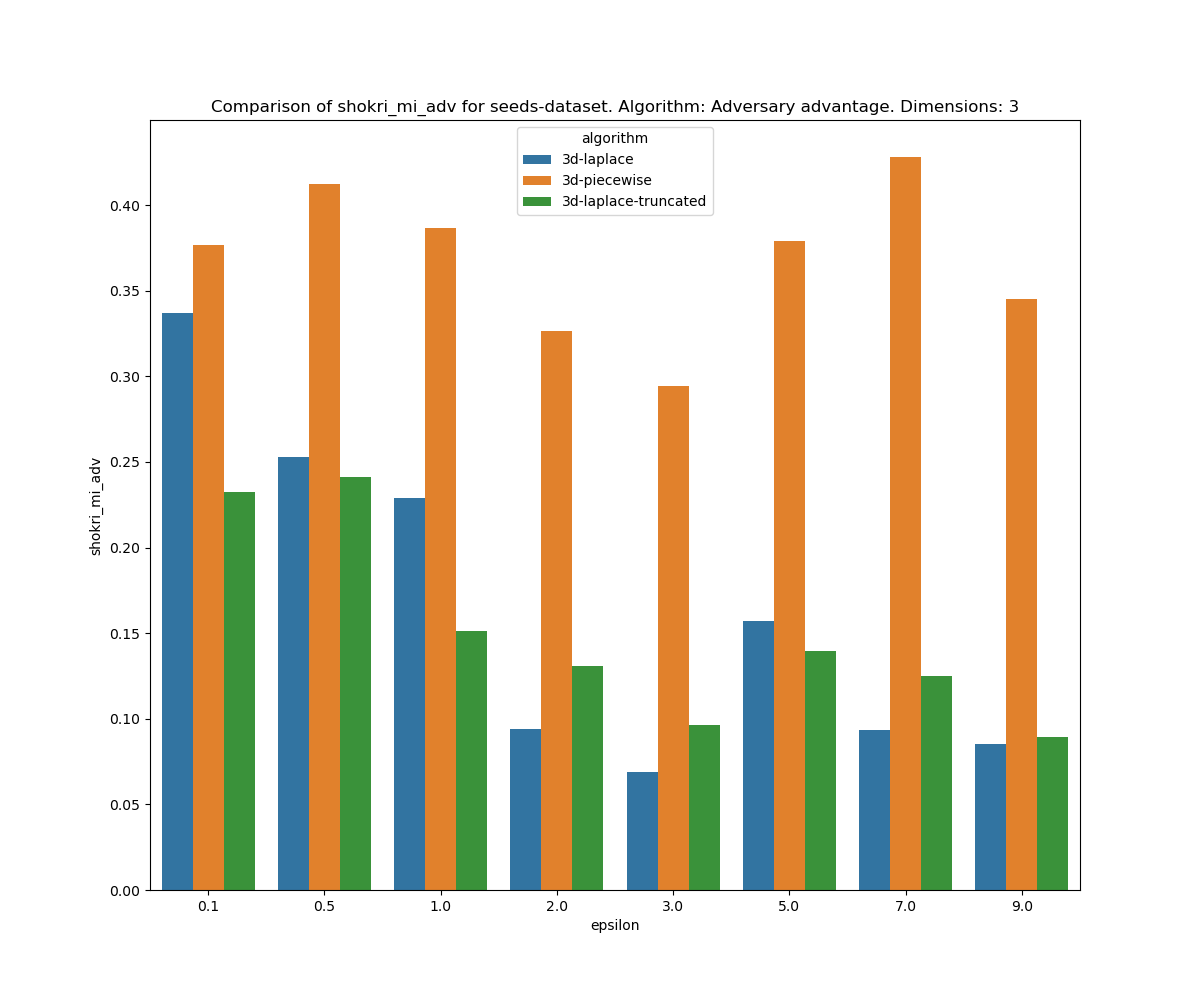 Comparison of shokri_mi_adv for seeds-dataset. Algorithm: Adversary advantage. Dimensions: 3
algorithm
3d-laplace
3d-piecewise
3d-laplace-truncated
0.40
0.35
0.30
0.25
0.20
0.15
0.10
0.05
0.00
shokri_mi_adv
0.1 0.5 1.0 2.0 3.0 5.0 7.0 9.0
epsilon